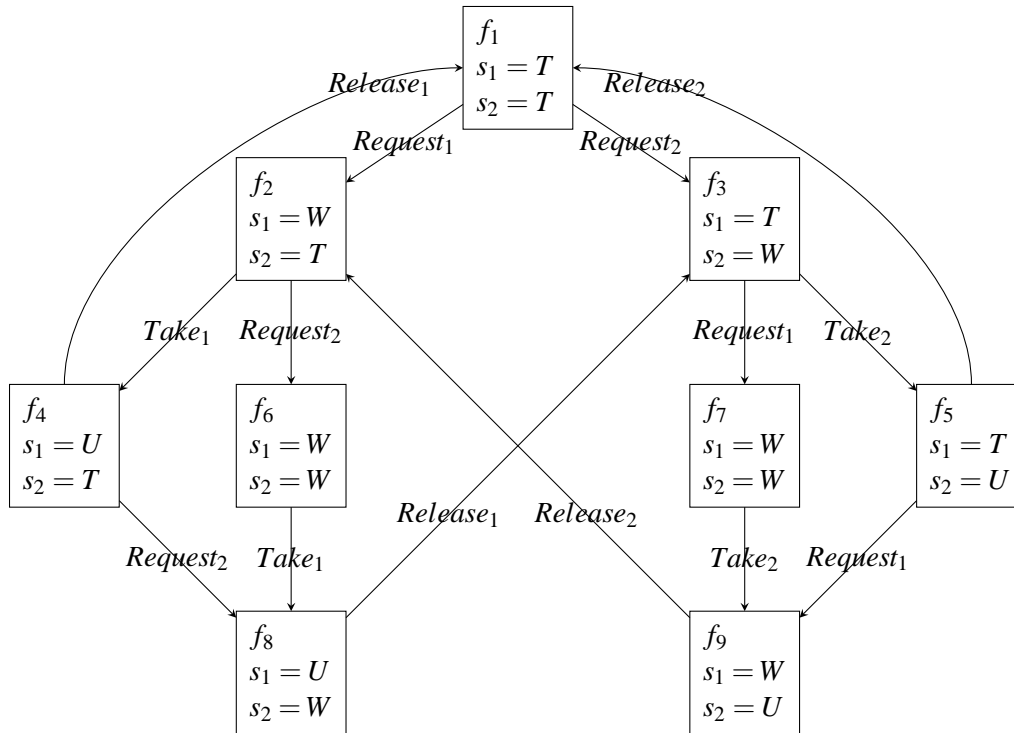 f₁
s₁ = T
s₂ = T
Release₁
Release₂
Request₁
Request₂
f₂
s₁ = W
s₂ = T
f₃
s₁ = T
s₂ = W
Take₁
Request₂
Request₁
Take₂
f₄
s₁ = U
s₂ = T
f₆
s₁ = W
s₂ = W
f₇
s₁ = W
s₂ = W
f₅
s₁ = T
s₂ = U
Release₁
Release₂
Request₂
Take₁
Take₂
Request₁
f₈
s₁ = U
s₂ = W
f₉
s₁ = W
s₂ = U